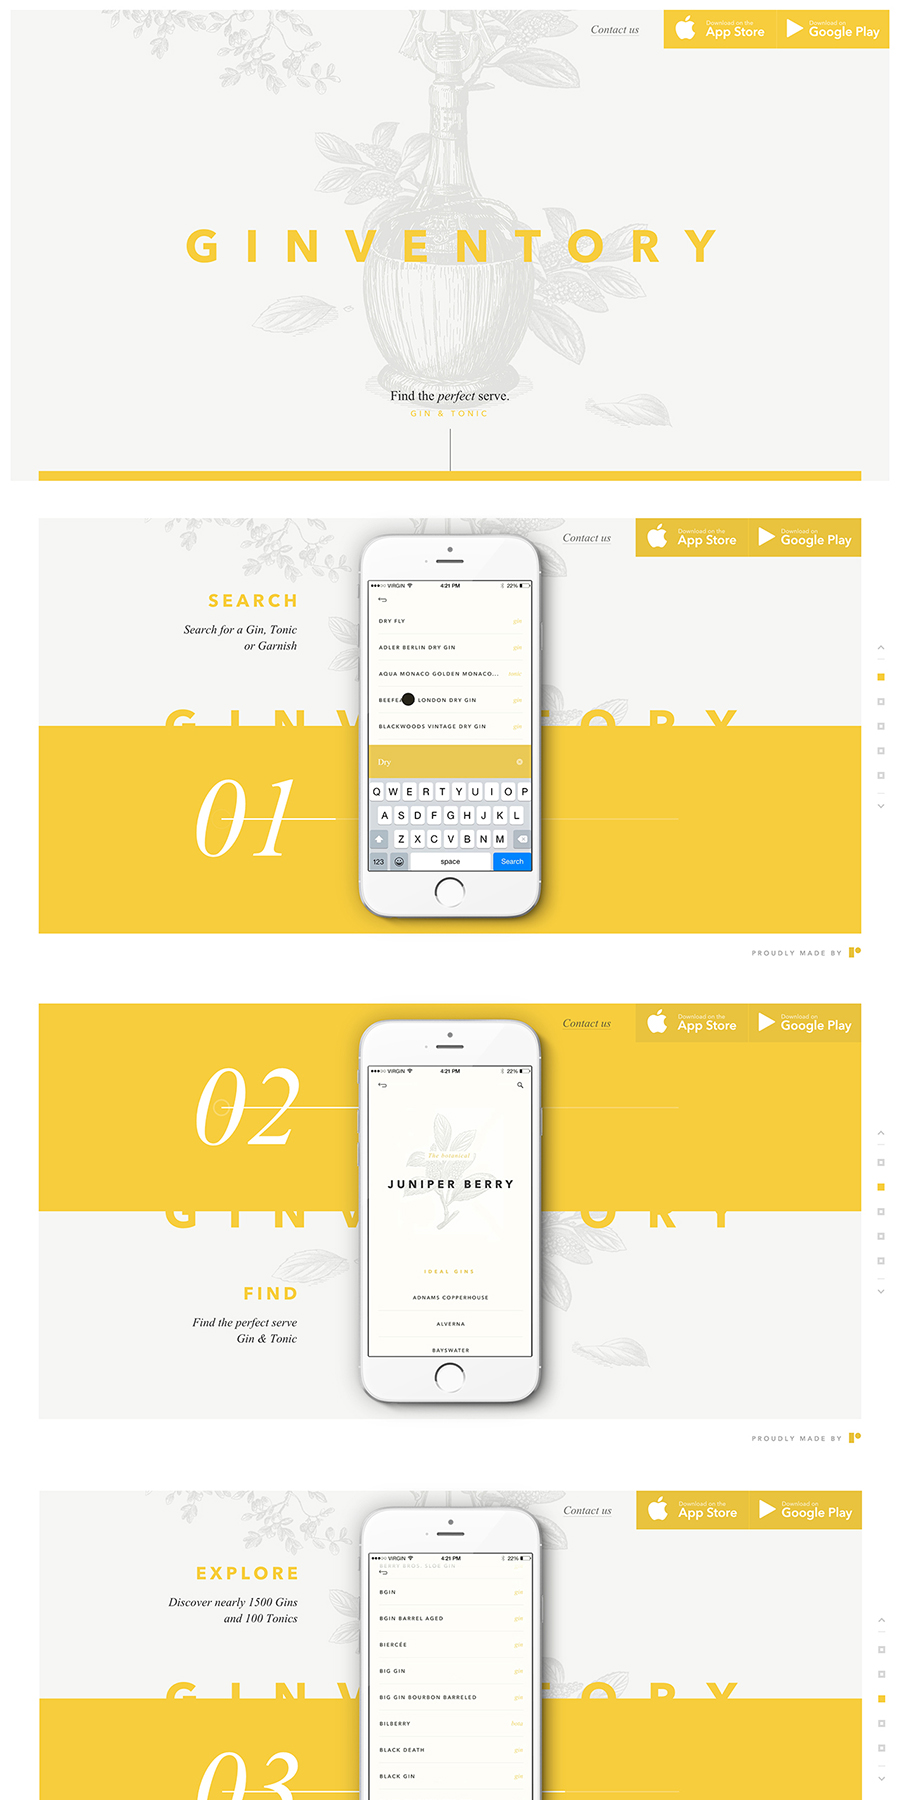 Contact us
Download on the
App Store
Download on
Google Play
GINVENTORY
Find the perfect serve.
GIN & TONIC
Contact us
Download on the
App Store
Download on
Google Play
SEARCH
Search for a Gin, Tonic
or Garnish
GINVENTORY
01
VIRGIN 4:21 PM 22%
DRY FLY gin
ADLER BERLIN DRY GIN gin
AQUA MONACO GOLDEN MONACO... tonic
LONDON DRY GIN gin
BLACKWOODS VINTAGE DRY GIN gin
Dry
Q W E R T Y U I O P
A S D F G H J K L
Z X C V B N M
123 space Search
PROUDLY MADE BY
Contact us
Download on the
App Store
Download on
Google Play
02
VIRGIN 4:21 PM 22%
The botanical
JUNIPER BERRY
GINVENTORY
IDEAL GINS
ADNAMS COPPERHOUSE
ALVERNA
BAYSWATER
FIND
Find the perfect serve
Gin & Tonic
PROUDLY MADE BY
Contact us
Download on the
App Store
Download on
Google Play
EXPLORE
Discover nearly 1500 Gins
and 100 Tonics
GINVENTORY
03
VIRGIN 4:21 PM 22%
BERRY BROS. SLOE GIN
BGIN gin
BGIN BARREL AGED gin
BIERCÉE gin
BIG GIN gin
BIG GIN BOURBON BARRELED gin
BILBERRY
BLACK DEATH gin
BLACK GIN gin